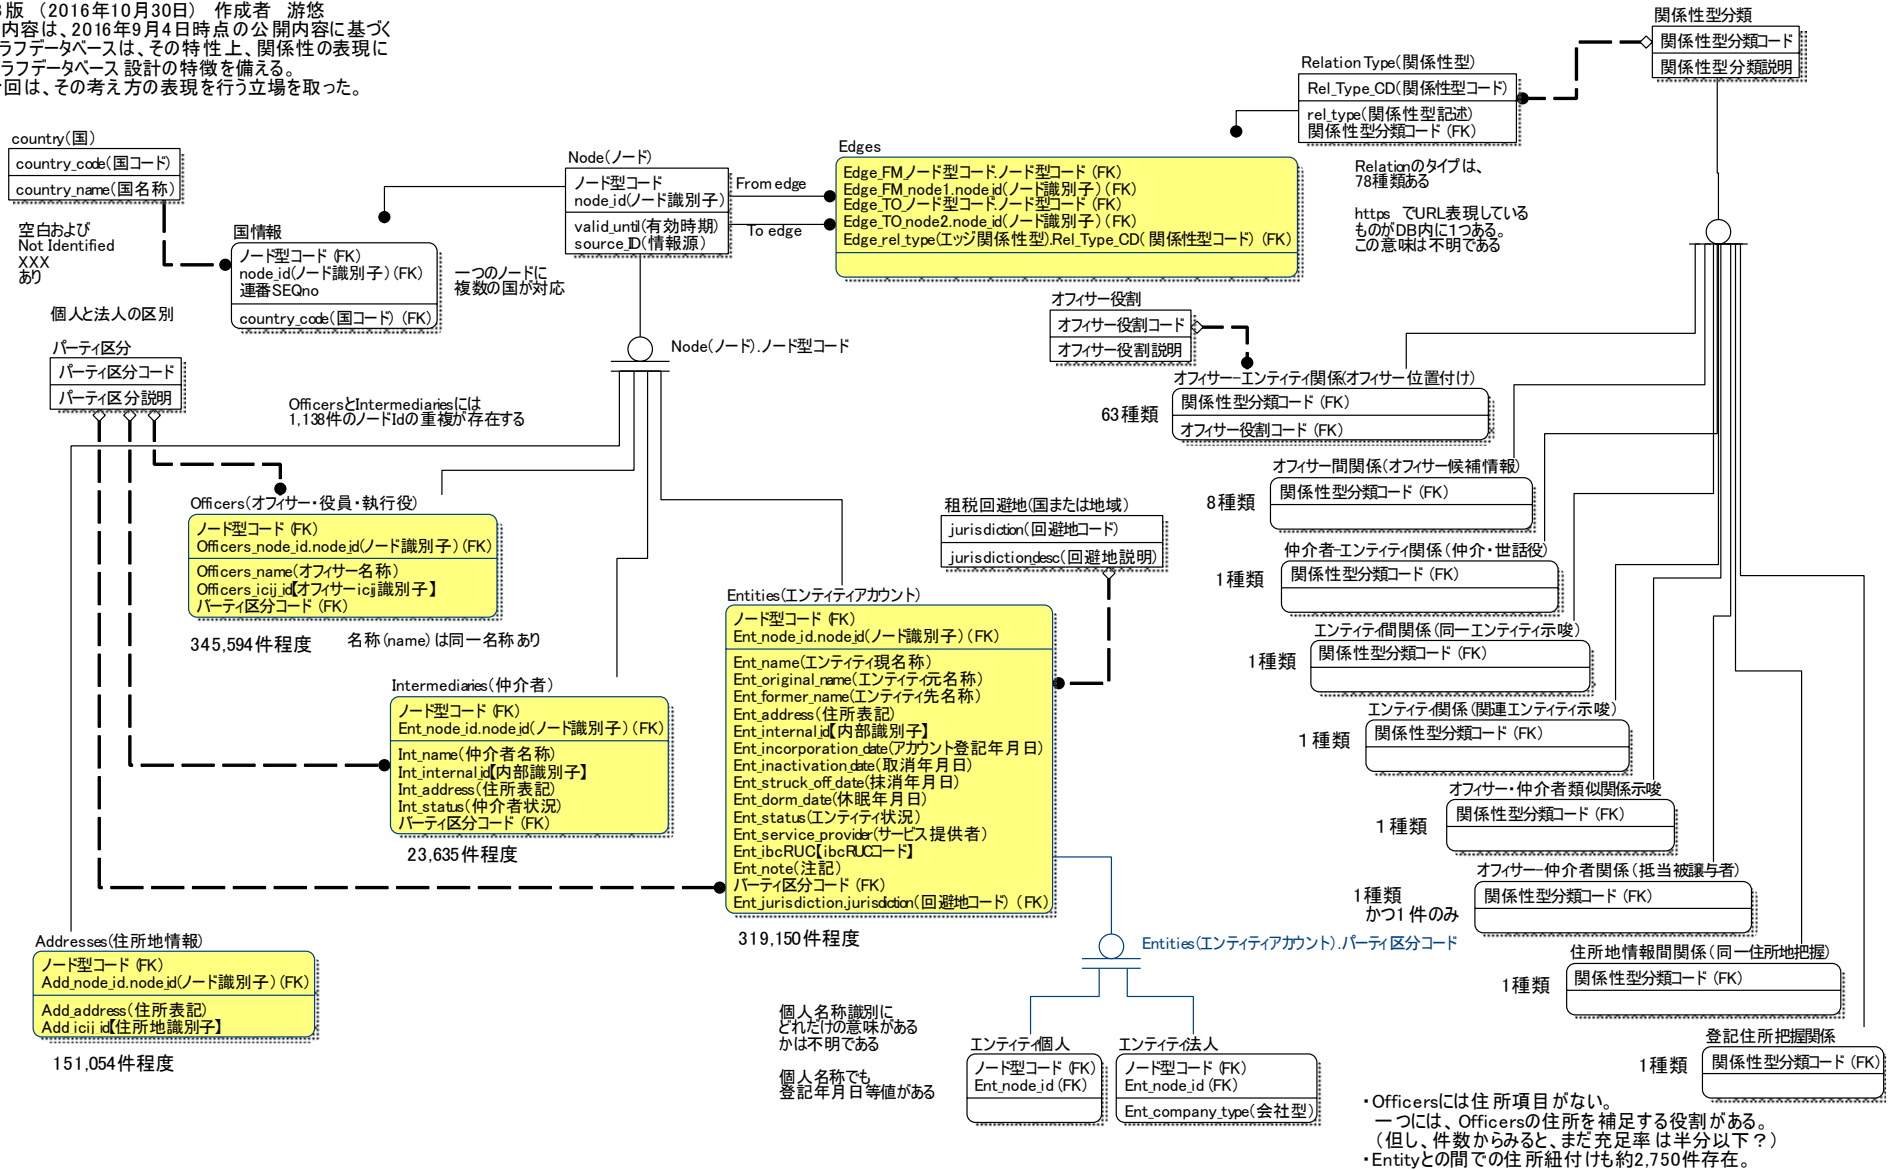 版 （2016年10月30日） 作成者 游悠
内容は、2016年9月4日時点の公開内容に基づく
ラフデータベースは、その特性上、関係性の表現に
ラフデータベース設計の特徴を備える。
回は、その考え方の表現を行う立場を取った。
country(国)
country_code(国コード)
country_name(国名称)
空白および
Not Identified
XXX
あり
国情報
ノード型コード (FK)
node_id(ノード識別子) (FK)
連番SEQno
country_code(国コード) (FK)
一つのノードに
複数の国が対応
Node(ノード)
ノード型コード
node_id(ノード識別子)
valid_until(有効時期)
source_ID(情報源)
From edge
To edge
Edges
Edge_FM_ノード型コード.ノード型コード (FK)
Edge_FM_node1.node_id(ノード識別子) (FK)
Edge_TO_ノード型コード.ノード型コード (FK)
Edge_TO_node2.node_id(ノード識別子) (FK)
Edge_rel_type(エッジ関係性型).Rel_Type_CD(関係性型コード) (FK)
Relation Type(関係性型)
Rel_Type_CD(関係性型コード)
rel_type(関係性型記述)
関係性型分類コード (FK)
関係性型分類
関係性型分類コード
関係性型分類説明
Relationのタイプは、
78種類ある
https でURL表現している
ものがDB内に1つある。
この意味は不明である
個人と法人の区別
パーティ区分
パーティ区分コード
パーティ区分説明
Node(ノード).ノード型コード
OfficersとIntermediariesには
1,138件のノードIdの重複が存在する
オフィサー役割
オフィサー役割コード
オフィサー役割説明
オフィサー-エンティティ関係(オフィサー位置付け)
関係性型分類コード (FK)
オフィサー役割コード (FK)
63種類
オフィサー間関係(オフィサー候補情報)
関係性型分類コード (FK)
8種類
仲介者-エンティティ関係(仲介・世話役)
関係性型分類コード (FK)
1種類
エンティティ間関係(同一エンティティ示唆)
関係性型分類コード (FK)
1種類
エンティティ関係(関連エンティティ示唆)
関係性型分類コード (FK)
1種類
オフィサー・仲介者類似関係示唆
関係性型分類コード (FK)
1種類
オフィサー-仲介者関係(抵当被譲与者)
関係性型分類コード (FK)
1種類
かつ1件のみ
住所地情報間関係(同一住所地把握)
関係性型分類コード (FK)
1種類
登記住所把握関係
関係性型分類コード (FK)
1種類
Officers(オフィサー・役員・執行役)
ノード型コード (FK)
Officers_node_id.node_id(ノード識別子) (FK)
Officers_name(オフィサー名称)
Officers_icij_id【オフィサーicij識別子】
パーティ区分コード (FK)
345,594件程度
名称(name)は同一名称あり
Intermediaries(仲介者)
ノード型コード (FK)
Ent_node_id.node_id(ノード識別子) (FK)
Int_name(仲介者名称)
Int_internal_id【内部識別子】
Int_address(住所表記)
Int_status(仲介者状況)
パーティ区分コード (FK)
23,635件程度
租税回避地(国または地域)
jurisdiction(回避地コード)
jurisdiction_desc(回避地説明)
Entities(エンティティアカウント)
ノード型コード (FK)
Ent_node_id.node_id(ノード識別子) (FK)
Ent_name(エンティティ現名称)
Ent_original_name(エンティティ元名称)
Ent_former_name(エンティティ先名称)
Ent_address(住所表記)
Ent_internal_id【内部識別子】
Ent_incorporation_date(アカウント登記年月日)
Ent_inactivation_date(取消年月日)
Ent_struck_off_date(抹消年月日)
Ent_dorm_date(休眠年月日)
Ent_status(エンティティ状況)
Ent_service_provider(サービス提供者)
Ent_ibcRUC【ibcRUCコード】
Ent_note(注記)
パーティ区分コード (FK)
Ent_jurisdiction.jurisdiction(回避地コード) (FK)
319,150件程度
Addresses(住所地情報)
ノード型コード (FK)
Add_node_id.node_id(ノード識別子) (FK)
Add_address(住所表記)
Add_icij_id【住所地識別子】
151,054件程度
Entities(エンティティアカウント).パーティ区分コード
個人名称識別に
どれだけの意味がある
かは不明である
個人名称でも
登記年月日等値がある
エンティティ個人
ノード型コード (FK)
Ent_node_id (FK)
エンティティ法人
ノード型コード (FK)
Ent_node_id (FK)
Ent_company_type(会社型)
・Officersには住所項目がない。
一つには、Officersの住所を補足する役割がある。
（但し、件数からみると、まだ充足率は半分以下？）
・Entityとの間での住所紐付けも約2,750件存在。